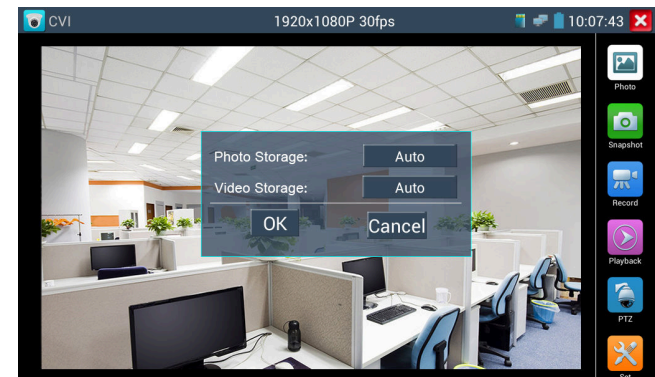 CVI 1920x1080P 30fps 10:07:43
Photo
Snapshot
Photo Storage: Auto
Video Storage: Auto
OK Cancel
Record
Playback
PTZ
Set